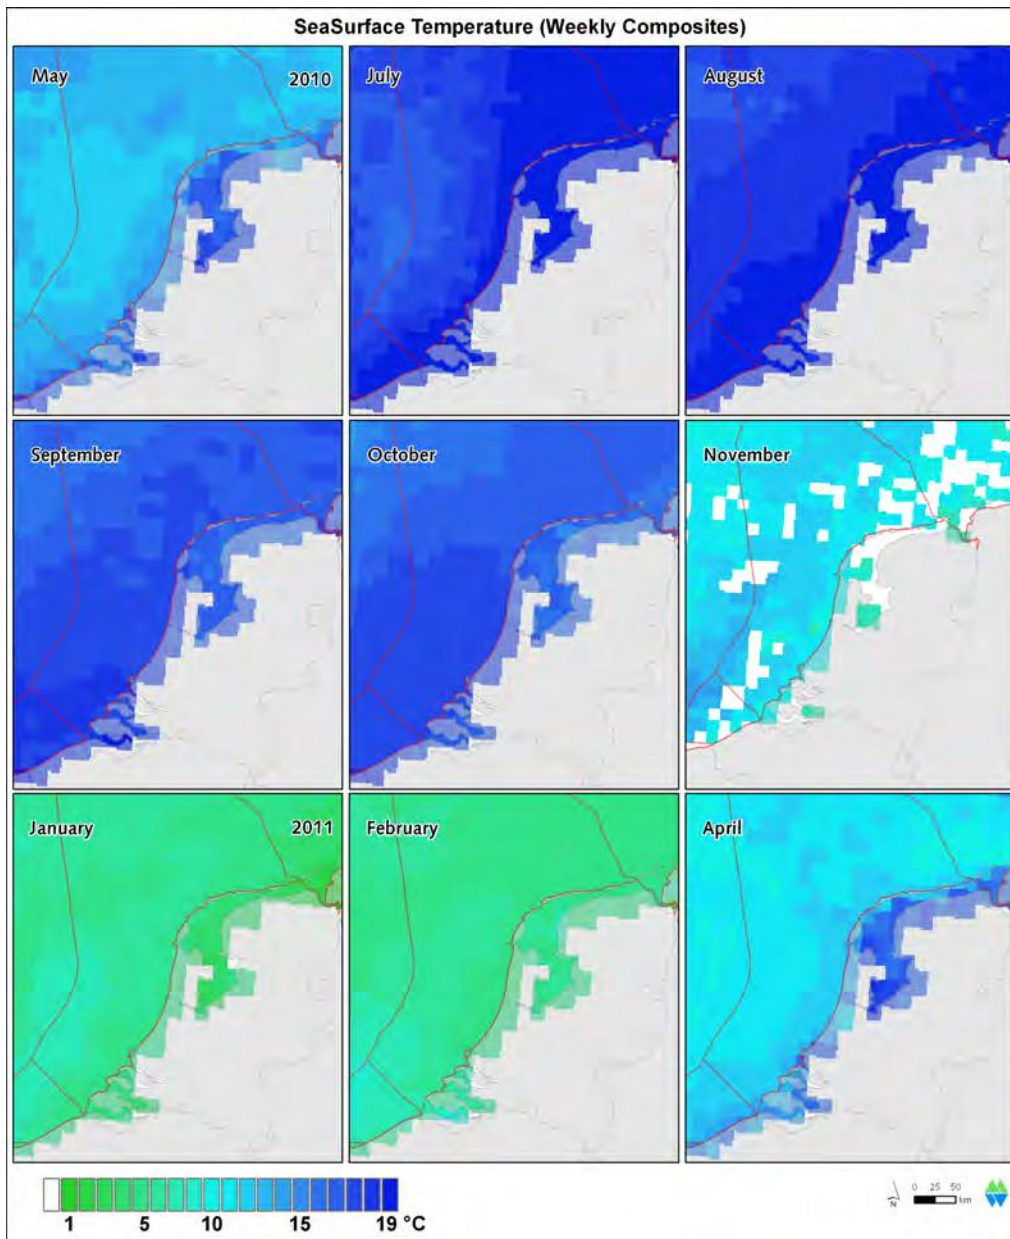 SeaSurface Temperature (Weekly Composites)
May 2010 July August
September October November
January 2011 February April
1 5 10 15 19 °C
N 0 25 50 km